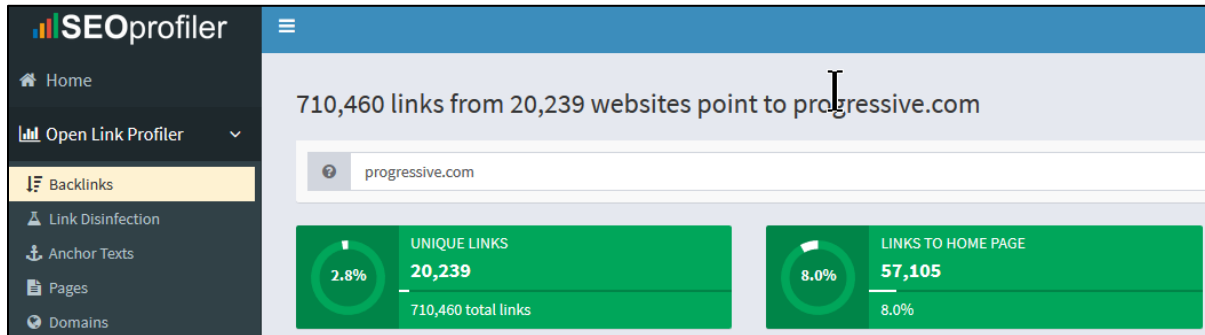 SEOprofiler
Home
Open Link Profiler
Backlinks
Link Disinfection
Anchor Texts
Pages
Domains
710,460 links from 20,239 websites point to progressive.com
progressive.com
2.8%
UNIQUE LINKS
20,239
710,460 total links
8.0%
LINKS TO HOME PAGE
57,105
8.0%